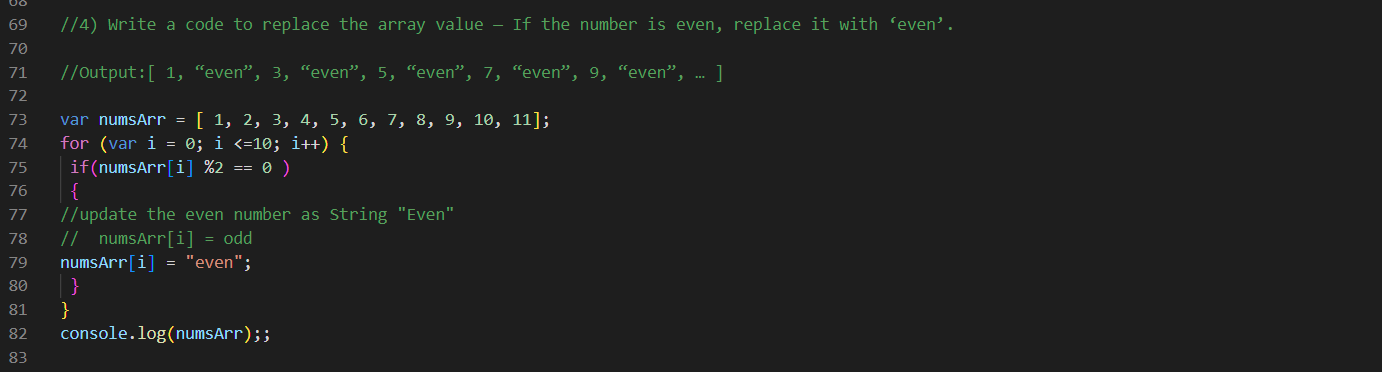 68
69 //4) Write a code to replace the array value – If the number is even, replace it with ‘even’.
70
71 //Output:[ 1, “even”, 3, “even”, 5, “even”, 7, “even”, 9, “even”, … ]
72
73 var numsArr = [ 1, 2, 3, 4, 5, 6, 7, 8, 9, 10, 11];
74 for (var i = 0; i <=10; i++) {
75 if(numsArr[i] %2 == 0 )
76 {
77 //update the even number as String "Even"
78 //  numsArr[i] = odd
79 numsArr[i] = "even";
80 }
81 }
82 console.log(numsArr);;
83